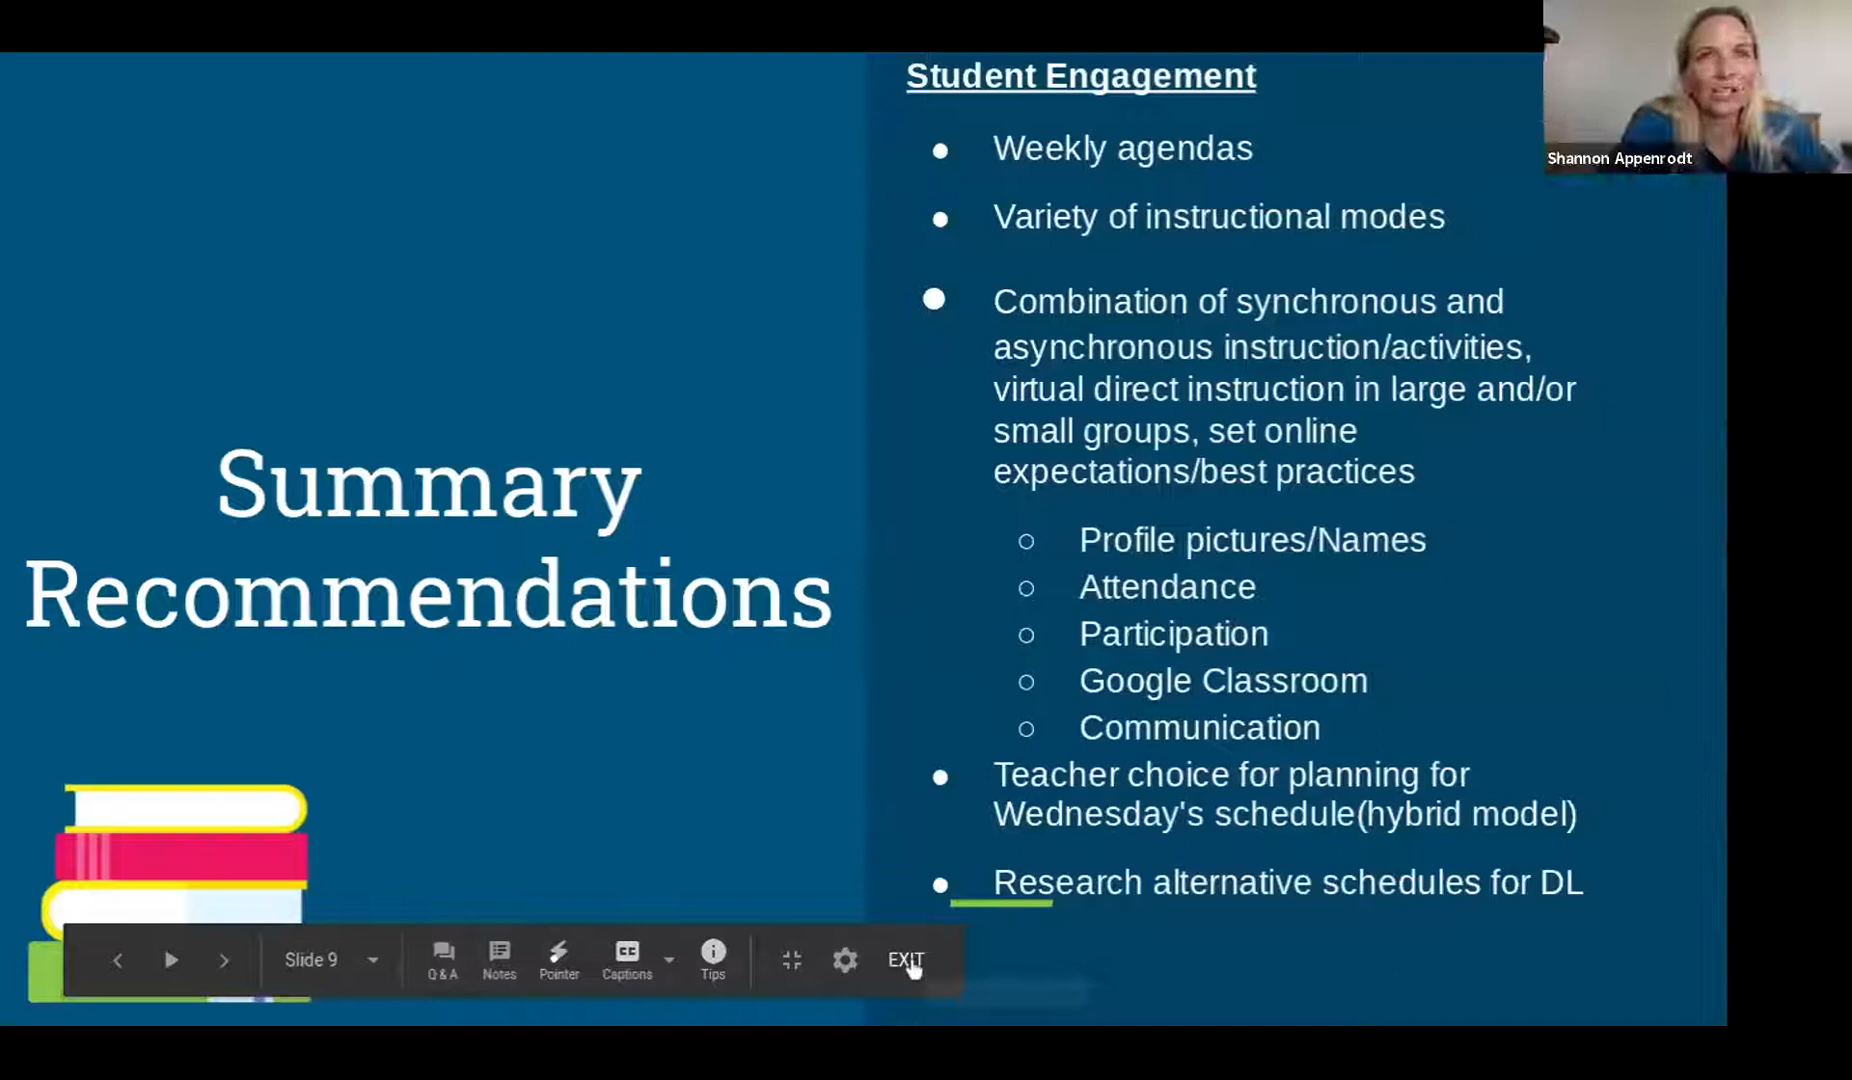 Summary
Recommendations
Student Engagement
● Weekly agendas
● Variety of instructional modes
● Combination of synchronous and
asynchronous instruction/activities,
virtual direct instruction in large and/or
small groups, set online
expectations/best practices
○ Profile pictures/Names
○ Attendance
○ Participation
○ Google Classroom
○ Communication
● Teacher choice for planning for
Wednesday's schedule(hybrid model)
● Research alternative schedules for DL
Shannon Appenrodt
Slide 9
Q & A
Notes
Pointer
CC
Captions
Tips
EXIT